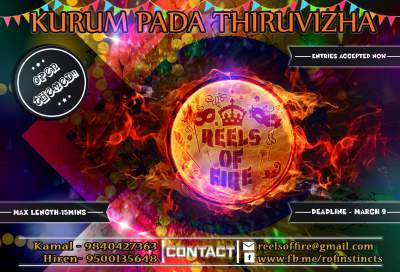 KURUM PADA THIRUVIZHA
OPEN
THEMED!!
ENTRIES ACCEPTED NOW
REELS
OF
FIRE
MAX LENGTH-15MINS
DEADLINE - MARCH 9
Kamal - 9840427363
Hiren- 9500135648
CONTACT
reelsoffire@gmail.com
www.fb.me/rofinstincts